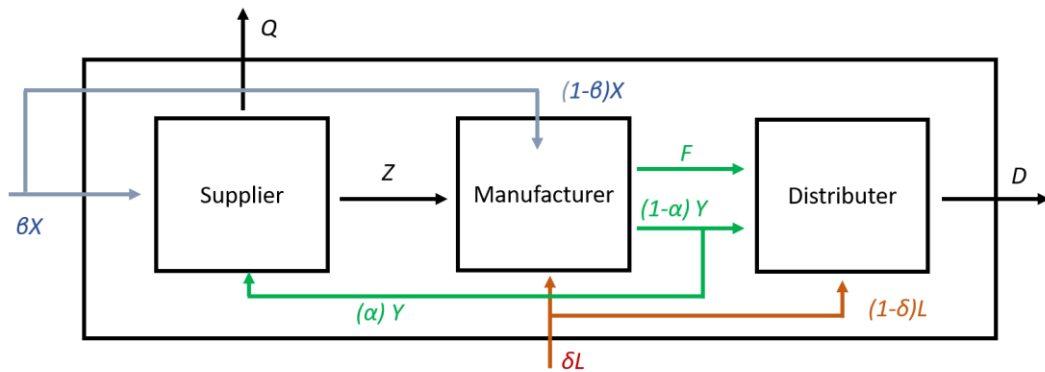 Q
(1-β)X
Supplier
Z
Manufacturer
F
(1-α) Y
Distributer
D
βX
(α) Y
(1-δ)L
δL